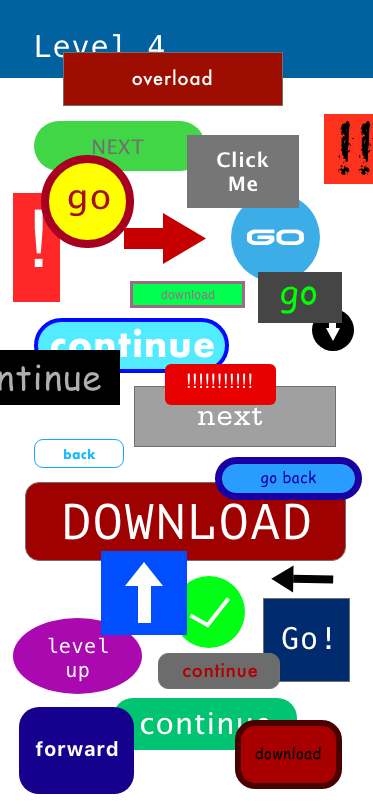 Level 4
overload
NEXT
Click
Me
!!
go
!
GO
go
download
continue
ntinue
!!!!!!!!!!!
next
back
go back
DOWNLOAD
Go!
level
up
continue
continue
forward
download